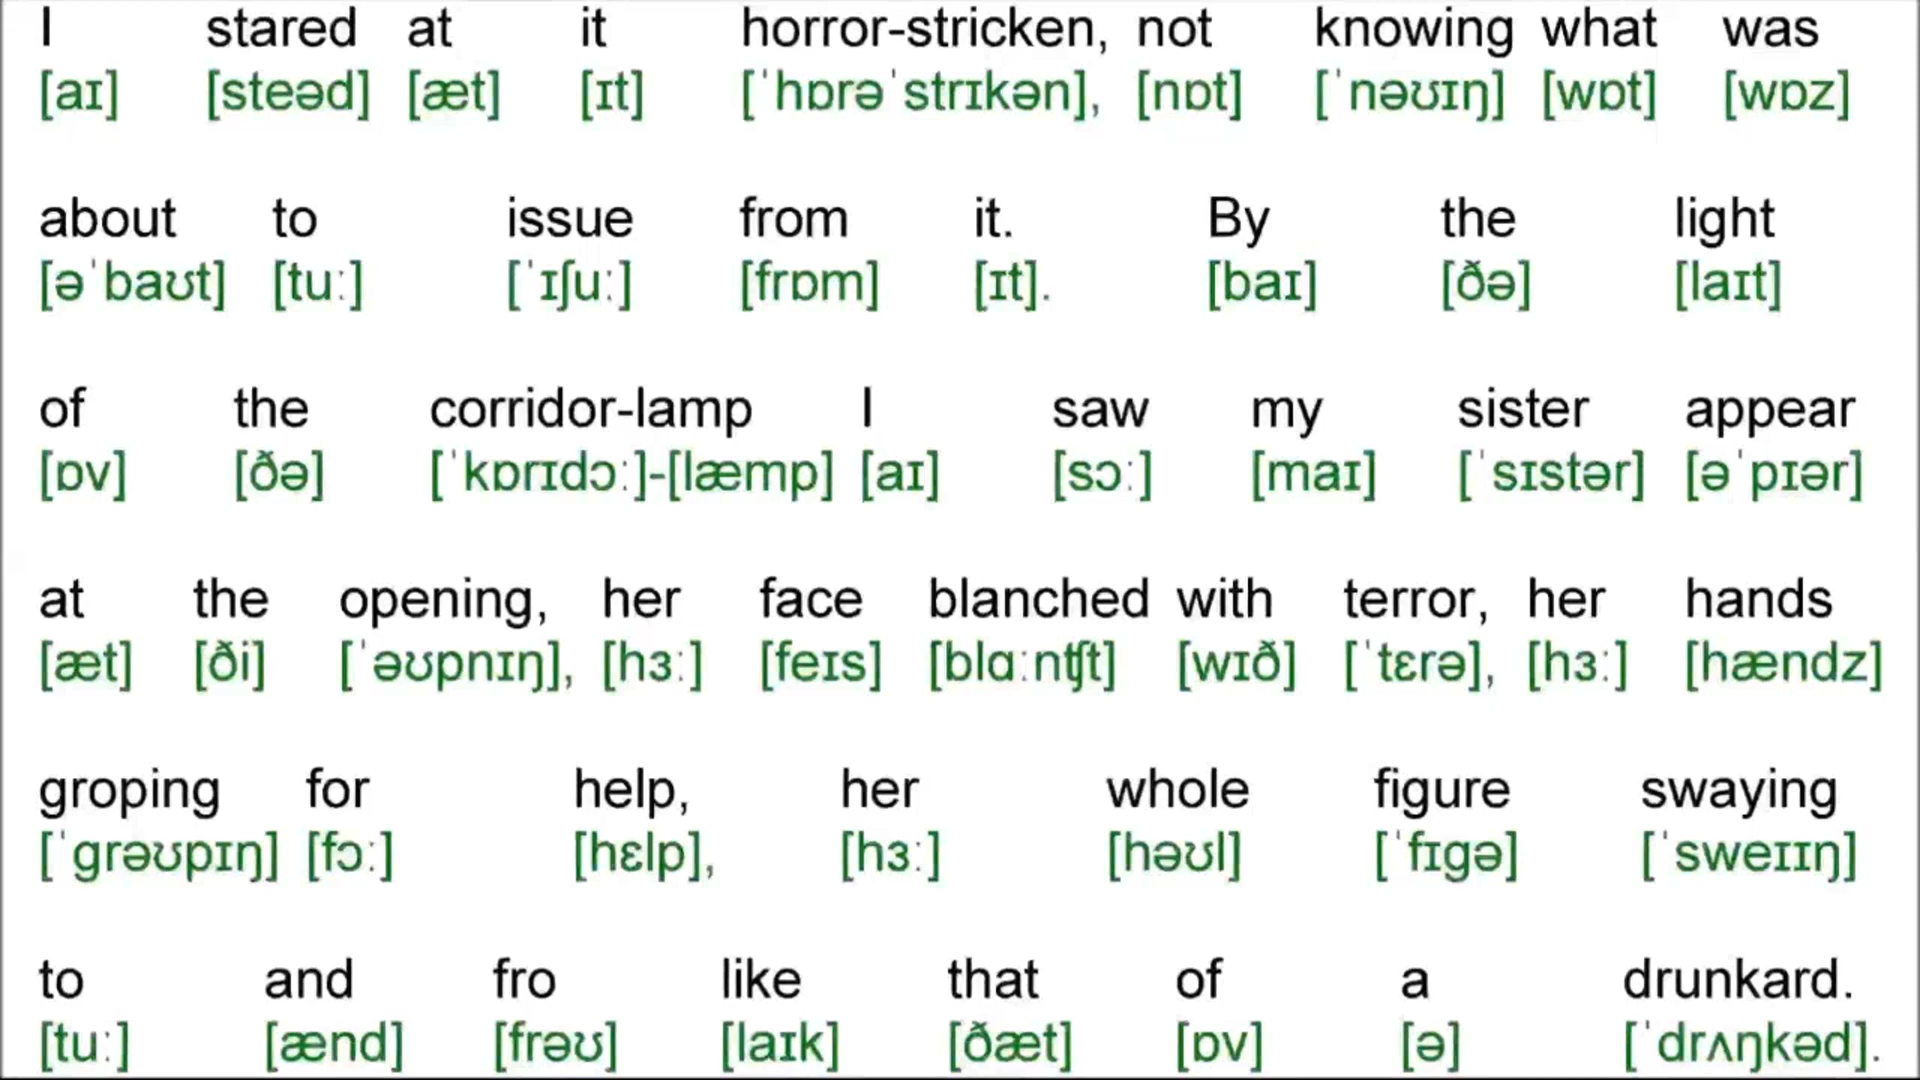 I stared at it horror-stricken, not knowing what was
[aɪ] [steəd] [æt] [ɪt] [ˈhɒrəˈstrɪkən], [nɒt] [ˈnəʊɪŋ] [wɒt] [wɒz]
about to issue from it. By the light
[əˈbaʊt] [tuː] [ˈɪʃuː] [frɒm] [ɪt]. [baɪ] [ðə] [laɪt]
of the corridor-lamp I saw my sister appear
[ɒv] [ðə] [ˈkɒrɪdɔː]-[læmp] [aɪ] [sɔː] [maɪ] [ˈsɪstər] [əˈpɪər]
at the opening, her face blanched with terror, her hands
[æt] [ði] [ˈəʊpnɪŋ], [hɜː] [feɪs] [blɑːnʧt] [wɪð] [ˈtɛrə], [hɜː] [hændz]
groping for help, her whole figure swaying
[ˈgrəʊpɪŋ] [fɔː] [hɛlp], [hɜː] [həʊl] [ˈfɪgə] [ˈsweɪɪŋ]
to and fro like that of a drunkard.
[tuː] [ænd] [frəʊ] [laɪk] [ðæt] [ɒv] [ə] [ˈdrʌŋkəd].